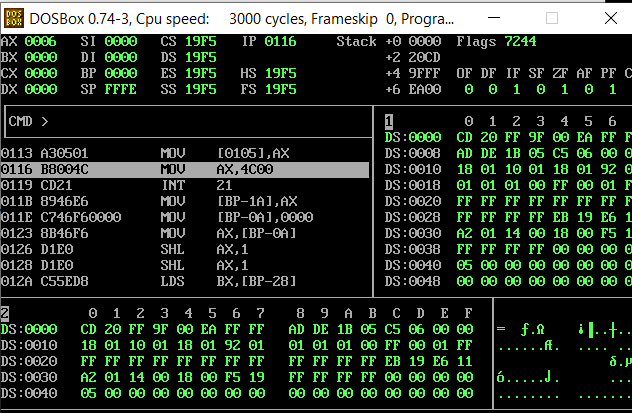 DOSBox 0.74-3, Cpu speed: 3000 cycles, Frameskip 0, Progra...
AX 0006 SI 0000 CS 19F5 IP 0116 Stack +0 0000 Flags 7244
BX 0000 DI 0000 DS 19F5 +2 20CD
CX 0000 BP 0000 ES 19F5 HS 19F5 +4 9FFF OF DF IF SF ZF AF PF C
DX 0000 SP FFFE SS 19F5 FS 19F5 +6 EA00 0 0 1 0 1 0 1
CMD >
1 0 1 2 3 4 5 6
DS:0000 CD 20 FF 9F 00 EA FF
DS:0008 AD DE 1B 05 C5 06 00
DS:0010 18 01 10 01 18 01 92
DS:0018 01 01 01 00 FF 00 01
DS:0020 FF FF FF FF FF FF FF
DS:0028 FF FF FF FF EB 19 E6
DS:0030 A2 01 14 00 18 00 F5
DS:0038 FF FF FF FF 00 00 00
DS:0040 05 00 00 00 00 00 00
DS:0048 00 00 00 00 00 00 00
0113 A30501 MOV [0105],AX
0116 B8004C MOV AX,4C00
0119 CD21 INT 21
011B 8946E6 MOV [BP-1A],AX
011E C746F60000 MOV [BP-0A],0000
0123 8B46F6 MOV AX,[BP-0A]
0126 D1E0 SHL AX,1
0128 D1E0 SHL AX,1
012A C55ED8 LDS BX,[BP-28]
2 0 1 2 3 4 5 6 7 8 9 A B C D E F
DS:0000 CD 20 FF 9F 00 EA FF FF AD DE 1B 05 C5 06 00 00
DS:0010 18 01 10 01 18 01 92 01 01 01 01 00 FF 00 01 FF
DS:0020 FF FF FF FF FF FF FF FF FF FF FF FF EB 19 E6 11
DS:0030 A2 01 14 00 18 00 F5 19 FF FF FF FF 00 00 00 00
DS:0040 05 00 00 00 00 00 00 00 00 00 00 00 00 00 00 00